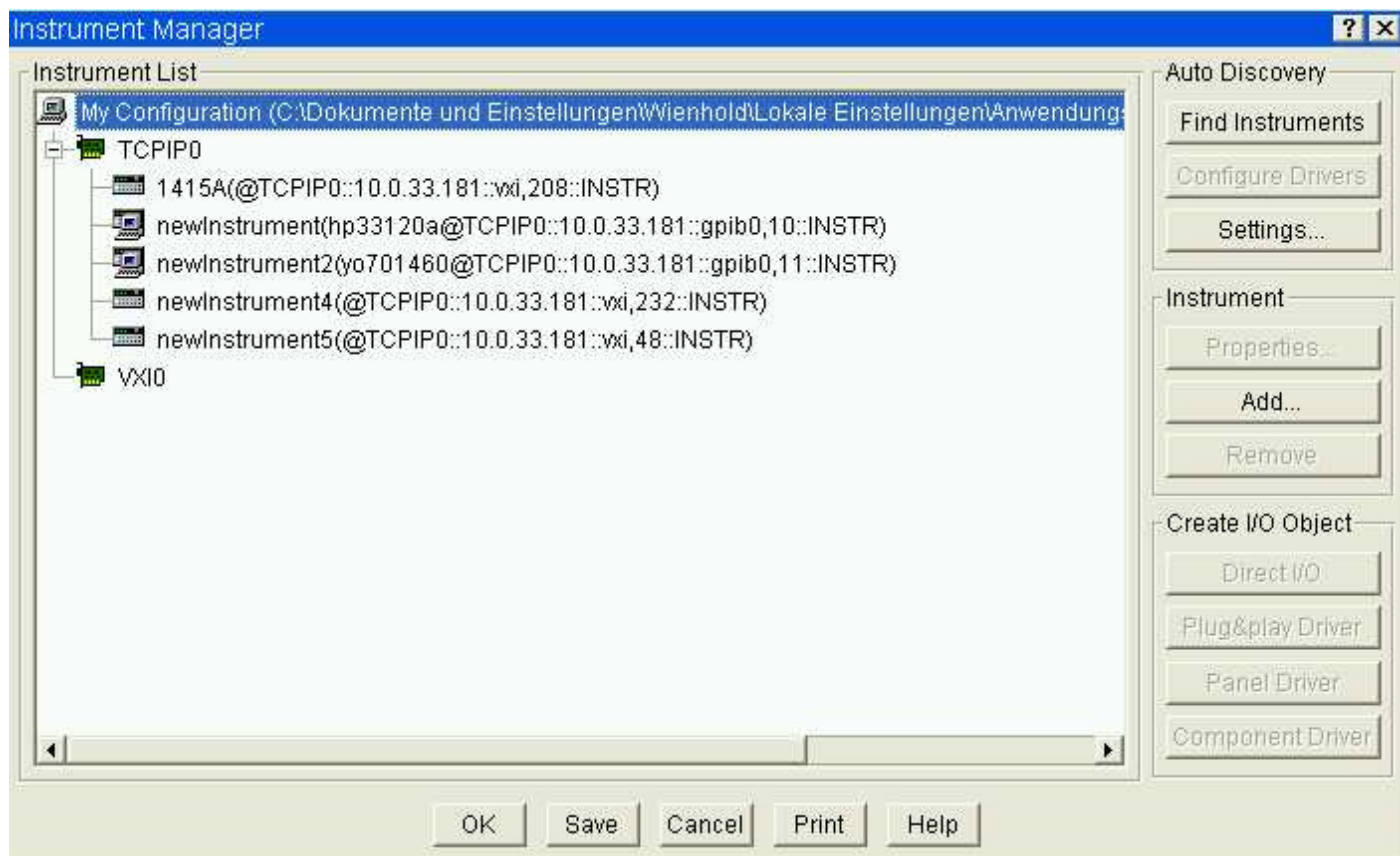 Instrument Manager
Instrument List
My Configuration (C:\Dokumente und Einstellungen\Wienhold\Lokale Einstellungen\Anwendung
TCPIP0
1415A(@TCPIP0::10.0.33.181::vxi,208::INSTR)
newInstrument(hp33120a@TCPIP0::10.0.33.181::gpib0,10::INSTR)
newInstrument2(yo701460@TCPIP0::10.0.33.181::gpib0,11::INSTR)
newInstrument4(@TCPIP0::10.0.33.181::vxi,232::INSTR)
newInstrument5(@TCPIP0::10.0.33.181::vxi,48::INSTR)
VXI0
Auto Discovery
Find Instruments
Configure Drivers
Settings...
Instrument
Properties...
Add...
Remove
Create I/O Object
Direct I/O
Plug&play Driver
Panel Driver
Component Driver
OK
Save
Cancel
Print
Help